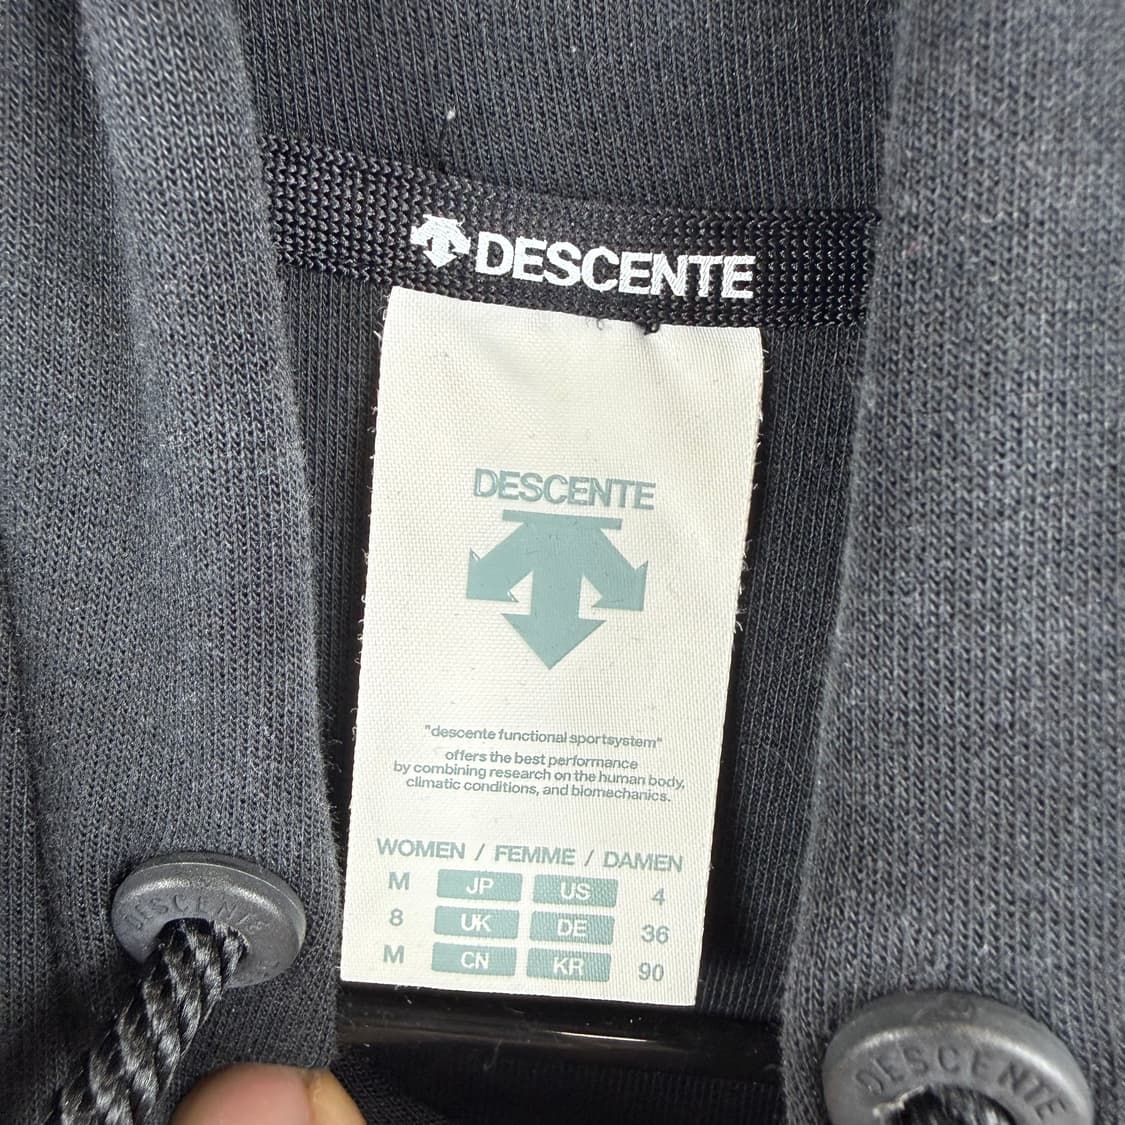 DESCENTE
DESCENTE
"descente functional sportsystem"
offers the best performance
by combining research on the human body,
climatic conditions, and biomechanics.
WOMEN / FEMME / DAMEN
M JP US 4
8 UK DE 36
M CN KR 90
DESCENTE
DESCENTE